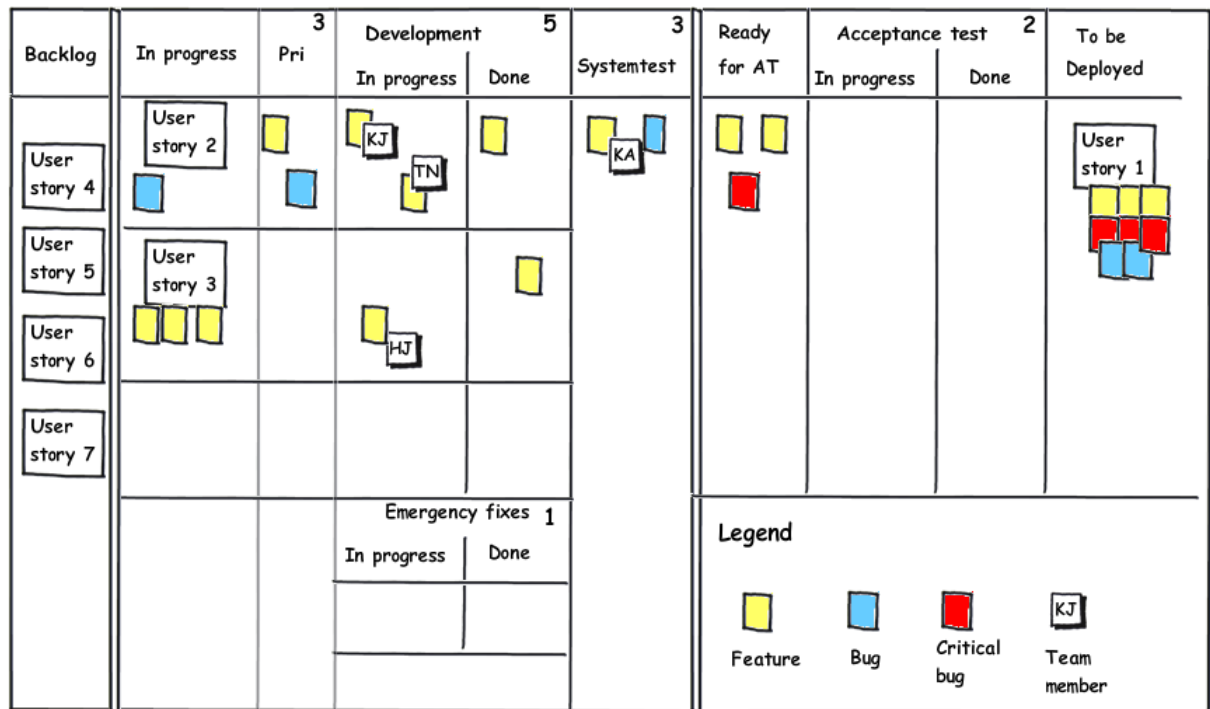 Backlog
In progress
3
Pri
Development
5
In progress
Done
3
Systemtest
Ready
for AT
Acceptance test
2
In progress
Done
To be
Deployed
User
story 4
User
story 5
User
story 6
User
story 7
User
story 2
KJ
TN
KA
User
story 1
User
story 3
HJ
Emergency fixes
1
In progress
Done
Legend
Feature
Bug
Critical
bug
KJ
Team
member